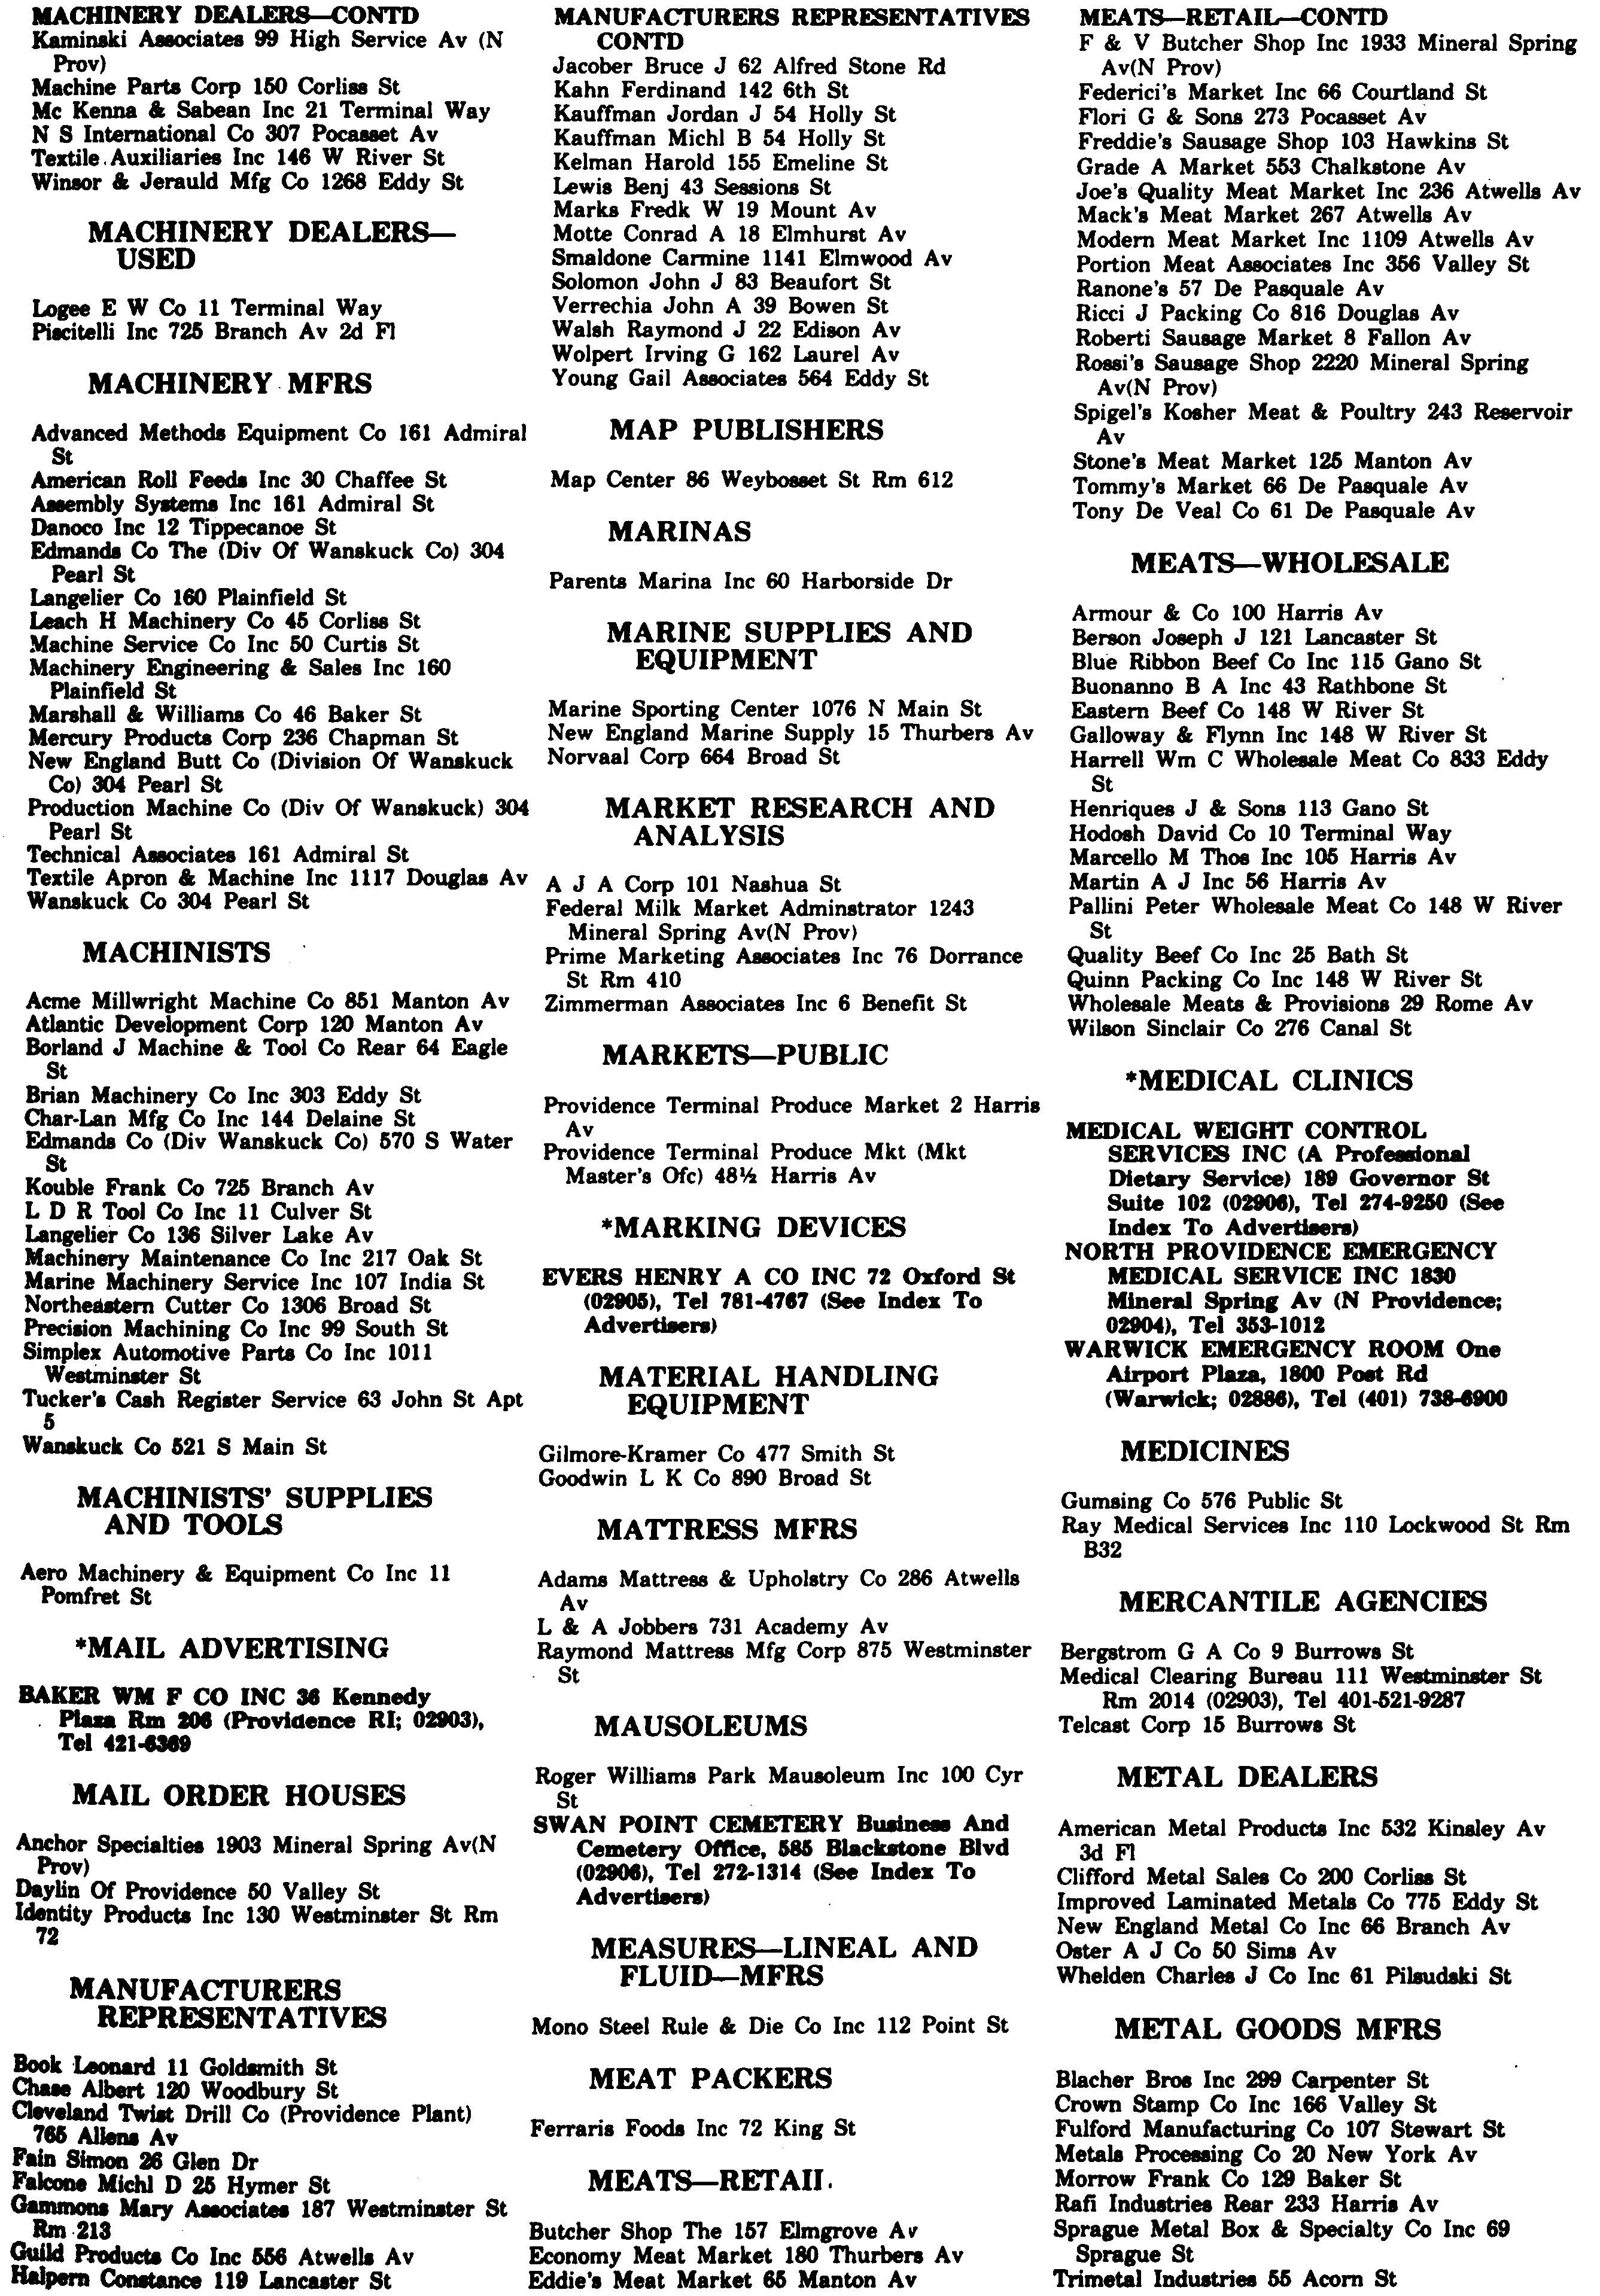 MACHINERY DEALERS—CONTD
Kaminski Associates 99 High Service Av (N
Prov)
Machine Parts Corp 150 Corliss St
Mc Kenna & Sabean Inc 21 Terminal Way
N S International Co 307 Pocasset Av
Textile Auxiliaries Inc 146 W River St
Winsor & Jerauld Mfg Co 1268 Eddy St
MACHINERY DEALERS—
USED
Logee E W Co 11 Terminal Way
Piscitelli Inc 725 Branch Av 2d Fl
MACHINERY MFRS
Advanced Methods Equipment Co 161 Admiral
St
American Roll Feeds Inc 30 Chaffee St
Assembly Systems Inc 161 Admiral St
Danoco Inc 12 Tippecanoe St
Edmands Co The (Div Of Wanskuck Co) 304
Pearl St
Langelier Co 160 Plainfield St
Leach H Machinery Co 45 Corliss St
Machine Service Co Inc 50 Curtis St
Machinery Engineering & Sales Inc 160
Plainfield St
Marshall & Williams Co 46 Baker St
Mercury Products Corp 236 Chapman St
New England Butt Co (Division Of Wanskuck
Co) 304 Pearl St
Production Machine Co (Div Of Wanskuck) 304
Pearl St
Technical Associates 161 Admiral St
Textile Apron & Machine Inc 1117 Douglas Av
Wanskuck Co 304 Pearl St
MACHINISTS
Acme Millwright Machine Co 851 Manton Av
Atlantic Development Corp 120 Manton Av
Borland J Machine & Tool Co Rear 64 Eagle
St
Brian Machinery Co Inc 303 Eddy St
Char-Lan Mfg Co Inc 144 Delaine St
Edmands Co (Div Wanskuck Co) 570 S Water
St
Kouble Frank Co 725 Branch Av
L D R Tool Co Inc 11 Culver St
Langelier Co 136 Silver Lake Av
Machinery Maintenance Co Inc 217 Oak St
Marine Machinery Service Inc 107 India St
Northeastern Cutter Co 1306 Broad St
Precision Machining Co Inc 99 South St
Simplex Automotive Parts Co Inc 1011
Westminster St
Tucker's Cash Register Service 63 John St Apt
5
Wanskuck Co 521 S Main St
MACHINISTS' SUPPLIES
AND TOOLS
Aero Machinery & Equipment Co Inc 11
Pomfret St
*MAIL ADVERTISING
BAKER WM F CO INC 36 Kennedy
Plaza Rm 206 (Providence RI; 02903),
Tel 421-6369
MAIL ORDER HOUSES
Anchor Specialties 1903 Mineral Spring Av(N
Prov)
Daylin Of Providence 50 Valley St
Identity Products Inc 130 Westminster St Rm
72
MANUFACTURERS
REPRESENTATIVES
Book Leonard 11 Goldsmith St
Chase Albert 120 Woodbury St
Cleveland Twist Drill Co (Providence Plant)
765 Allens Av
Fain Simon 26 Glen Dr
Falcone Michl D 25 Hymer St
Gammons Mary Associates 187 Westminster St
Rm 213
Guild Products Co Inc 556 Atwells Av
Halpern Constance 119 Lancaster St
MANUFACTURERS REPRESENTATIVES
CONTD
Jacober Bruce J 62 Alfred Stone Rd
Kahn Ferdinand 142 6th St
Kauffman Jordan J 54 Holly St
Kauffman Michl B 54 Holly St
Kelman Harold 155 Emeline St
Lewis Benj 43 Sessions St
Marks Fredk W 19 Mount Av
Motte Conrad A 18 Elmhurst Av
Smaldone Carmine 1141 Elmwood Av
Solomon John J 83 Beaufort St
Verrechia John A 39 Bowen St
Walsh Raymond J 22 Edison Av
Wolpert Irving G 162 Laurel Av
Young Gail Associates 564 Eddy St
MAP PUBLISHERS
Map Center 86 Weybosset St Rm 612
MARINAS
Parents Marina Inc 60 Harborside Dr
MARINE SUPPLIES AND
EQUIPMENT
Marine Sporting Center 1076 N Main St
New England Marine Supply 15 Thurbers Av
Norvaal Corp 664 Broad St
MARKET RESEARCH AND
ANALYSIS
A J A Corp 101 Nashua St
Federal Milk Market Adminstrator 1243
Mineral Spring Av(N Prov)
Prime Marketing Associates Inc 76 Dorrance
St Rm 410
Zimmerman Associates Inc 6 Benefit St
MARKETS—PUBLIC
Providence Terminal Produce Market 2 Harris
Av
Providence Terminal Produce Mkt (Mkt
Master's Ofc) 48½ Harris Av
*MARKING DEVICES
EVERS HENRY A CO INC 72 Oxford St
(02905), Tel 781-4767 (See Index To
Advertisers)
MATERIAL HANDLING
EQUIPMENT
Gilmore-Kramer Co 477 Smith St
Goodwin L K Co 890 Broad St
MATTRESS MFRS
Adams Mattress & Upholstry Co 286 Atwells
Av
L & A Jobbers 731 Academy Av
Raymond Mattress Mfg Corp 875 Westminster
St
MAUSOLEUMS
Roger Williams Park Mausoleum Inc 100 Cyr
St
SWAN POINT CEMETERY Business And
Cemetery Office, 585 Blackstone Blvd
(02906), Tel 272-1314 (See Index To
Advertisers)
MEASURES—LINEAL AND
FLUID—MFRS
Mono Steel Rule & Die Co Inc 112 Point St
MEAT PACKERS
Ferraris Foods Inc 72 King St
MEATS—RETAIL
Butcher Shop The 157 Elmgrove Av
Economy Meat Market 180 Thurbers Av
Eddie's Meat Market 65 Manton Av
MEATS—RETAIL—CONTD
F & V Butcher Shop Inc 1933 Mineral Spring
Av(N Prov)
Federici's Market Inc 66 Courtland St
Flori G & Sons 273 Pocasset Av
Freddie's Sausage Shop 103 Hawkins St
Grade A Market 553 Chalkstone Av
Joe's Quality Meat Market Inc 236 Atwells Av
Mack's Meat Market 267 Atwells Av
Modern Meat Market Inc 1109 Atwells Av
Portion Meat Associates Inc 356 Valley St
Ranone's 57 De Pasquale Av
Ricci J Packing Co 816 Douglas Av
Roberti Sausage Market 8 Fallon Av
Rossi's Sausage Shop 2220 Mineral Spring
Av(N Prov)
Spigel's Kosher Meat & Poultry 243 Reservoir
Av
Stone's Meat Market 125 Manton Av
Tommy's Market 66 De Pasquale Av
Tony De Veal Co 61 De Pasquale Av
MEATS—WHOLESALE
Armour & Co 100 Harris Av
Berson Joseph J 121 Lancaster St
Blue Ribbon Beef Co Inc 115 Gano St
Buonanno B A Inc 43 Rathbone St
Eastern Beef Co 148 W River St
Galloway & Flynn Inc 148 W River St
Harrell Wm C Wholesale Meat Co 833 Eddy
St
Henriques J & Sons 113 Gano St
Hodosh David Co 10 Terminal Way
Marcello M Thos Inc 105 Harris Av
Martin A J Inc 56 Harris Av
Pallini Peter Wholesale Meat Co 148 W River
St
Quality Beef Co Inc 25 Bath St
Quinn Packing Co Inc 148 W River St
Wholesale Meats & Provisions 29 Rome Av
Wilson Sinclair Co 276 Canal St
*MEDICAL CLINICS
MEDICAL WEIGHT CONTROL
SERVICES INC (A Professional
Dietary Service) 189 Governor St
Suite 102 (02906), Tel 274-9250 (See
Index To Advertisers)
NORTH PROVIDENCE EMERGENCY
MEDICAL SERVICE INC 1830
Mineral Spring Av (N Providence;
02904), Tel 353-1012
WARWICK EMERGENCY ROOM One
Airport Plaza, 1800 Post Rd
(Warwick; 02886), Tel (401) 738-6900
MEDICINES
Gumsing Co 576 Public St
Ray Medical Services Inc 110 Lockwood St Rm
B32
MERCANTILE AGENCIES
Bergstrom G A Co 9 Burrows St
Medical Clearing Bureau 111 Westminster St
Rm 2014 (02903), Tel 401-521-9287
Telcast Corp 15 Burrows St
METAL DEALERS
American Metal Products Inc 532 Kinsley Av
3d Fl
Clifford Metal Sales Co 200 Corliss St
Improved Laminated Metals Co 775 Eddy St
New England Metal Co Inc 66 Branch Av
Oster A J Co 50 Sims Av
Whelden Charles J Co Inc 61 Pilsudski St
METAL GOODS MFRS
Blacher Bros Inc 299 Carpenter St
Crown Stamp Co Inc 166 Valley St
Fulford Manufacturing Co 107 Stewart St
Metals Processing Co 20 New York Av
Morrow Frank Co 129 Baker St
Rafi Industries Rear 233 Harris Av
Sprague Metal Box & Specialty Co Inc 69
Sprague St
Trimetal Industries 55 Acorn St